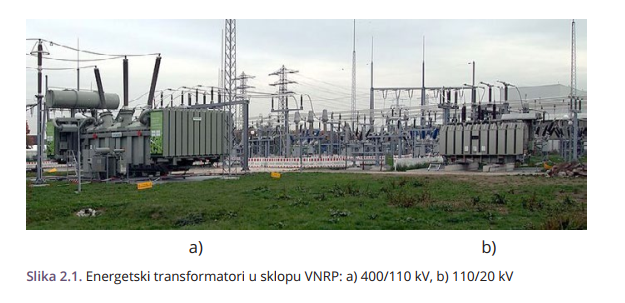 a) b)
Slika 2.1. Energetski transformatori u sklopu VNRP: a) 400/110 kV, b) 110/20 kV